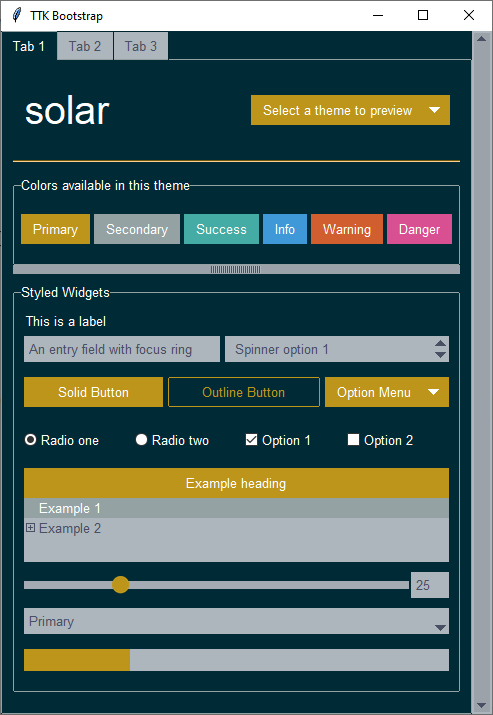 TTK Bootstrap
Tab 1 Tab 2 Tab 3
solar Select a theme to preview
Colors available in this theme
Primary Secondary Success Info Warning Danger
Styled Widgets
This is a label
An entry field with focus ring Spinner option 1
Solid Button Outline Button Option Menu
Radio one Radio two Option 1 Option 2
Example heading
Example 1
Example 2
25
Primary